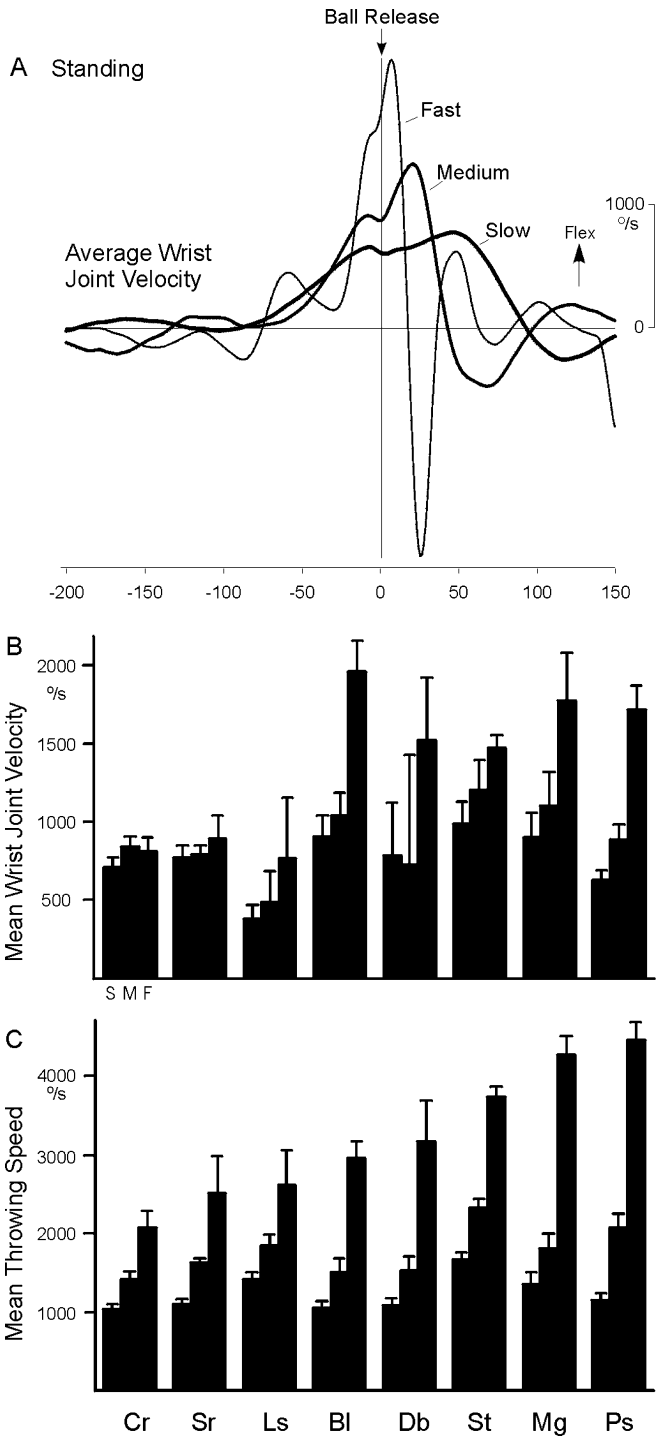 Ball Release
A Standing
Fast
Medium
1000
º/s
Slow
Flex
Average Wrist
Joint Velocity
0
-200 -150 -100 -50 0 50 100 150
B
2000
º/s
1500
1000
500
Mean Wrist Joint Velocity
S M F
C
4000
º/s
3000
2000
1000
Mean Throwing Speed
Cr Sr Ls Bl Db St Mg Ps